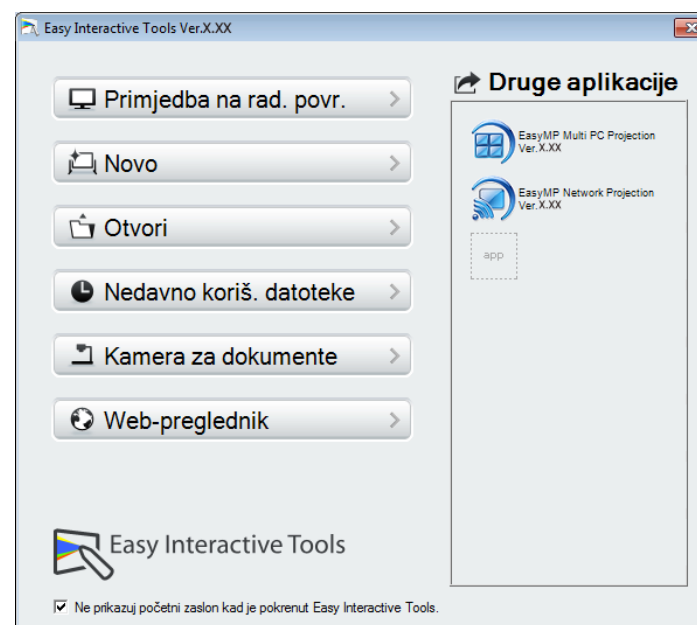 Easy Interactive Tools Ver.X.XX
Primjedba na rad. povr.
Novo
Otvori
Nedavno koriš. datoteke
Kamera za dokumente
Web-preglednik
Druge aplikacije
EasyMP Multi PC Projection
Ver.X.XX
EasyMP Network Projection
Ver.X.XX
app
Easy Interactive Tools
Ne prikazuj početni zaslon kad je pokrenut Easy Interactive Tools.